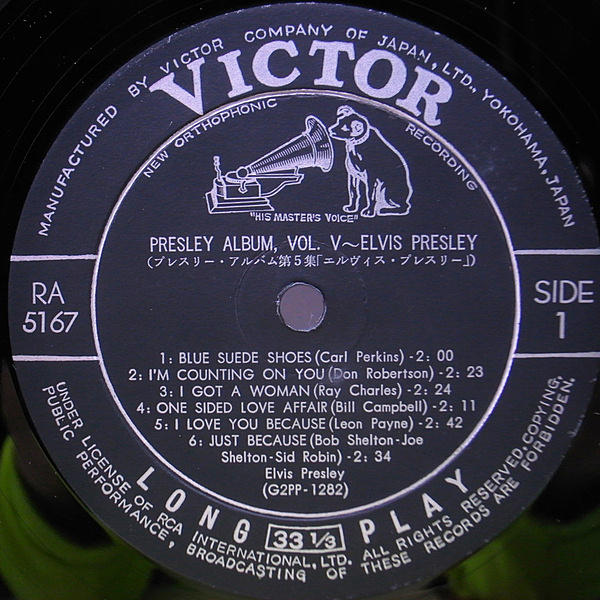 MANUFACTURED BY VICTOR COMPANY OF JAPAN, LTD., YOKOHAMA, JAPAN
VICTOR
NEW ORTHOPHONIC RECORDING
"HIS MASTER'S VOICE"
PRESLEY ALBUM, VOL. V~ELVIS PRESLEY
(プレスリー・アルバム第5集「エルヴィス・プレスリー」)
RA
5167
SIDE
1
1: BLUE SUEDE SHOES (Carl Perkins) - 2: 00
2: I'M COUNTING ON YOU (Don Robertson) - 2: 23
3: I GOT A WOMAN (Ray Charles) - 2: 24
4: ONE SIDED LOVE AFFAIR (Bill Campbell) - 2: 11
5: I LOVE YOU BECAUSE (Leon Payne) - 2: 42
6: JUST BECAUSE (Bob Shelton-Joe
Shelton-Sid Robin) - 2: 34
Elvis Presley
(G2PP-1282)
LONG 33 1/3 PLAY
UNDER LICENSE OF RCA INTERNATIONAL, LTD. ALL RIGHTS RESERVED, COPYING,
PUBLIC PERFORMANCE, BROADCASTING OF THESE RECORDS ARE FORBIDDEN.